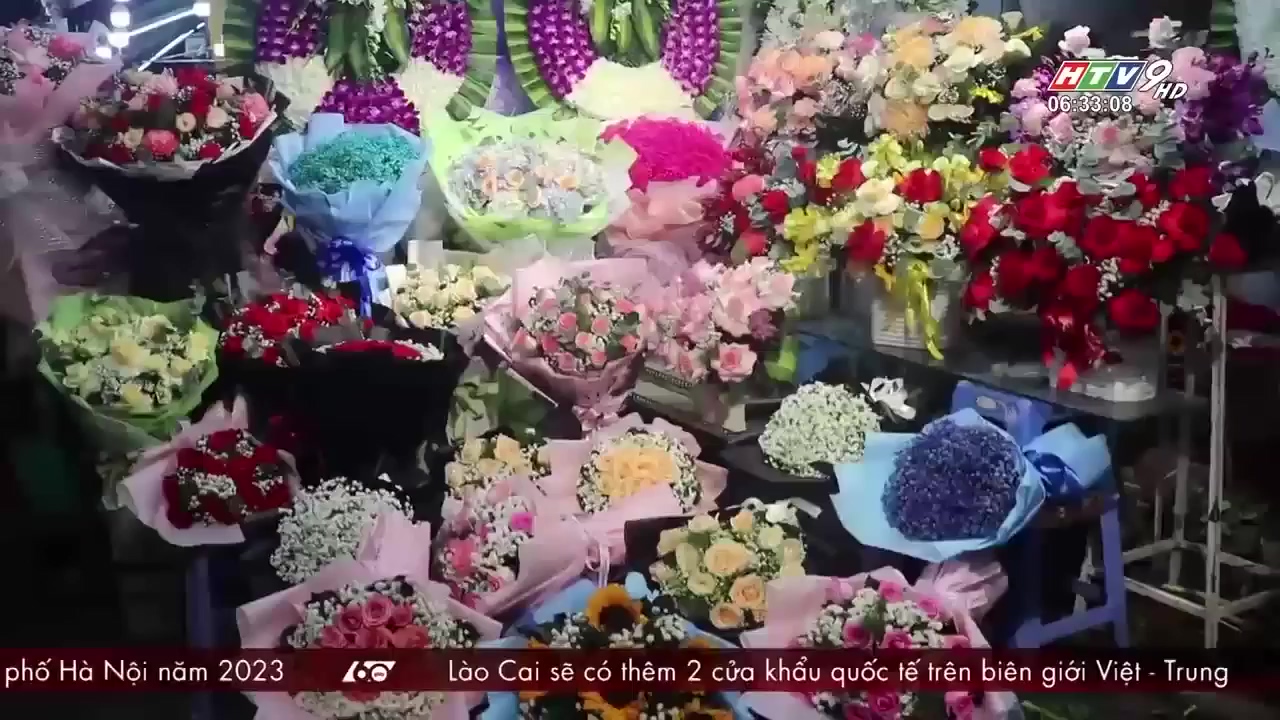 HTV9 HD
06:33:08
phố Hà Nội năm 2023 60 Lào Cai sẽ có thêm 2 cửa khẩu quốc tế trên biên giới Việt - Trung